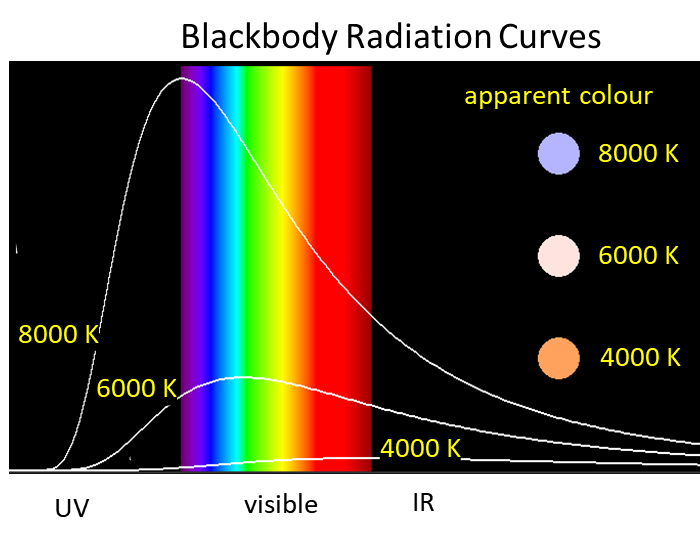 Blackbody Radiation Curves
apparent colour
8000 K
6000 K
4000 K
8000 K
6000 K
4000 K
UV
visible
IR